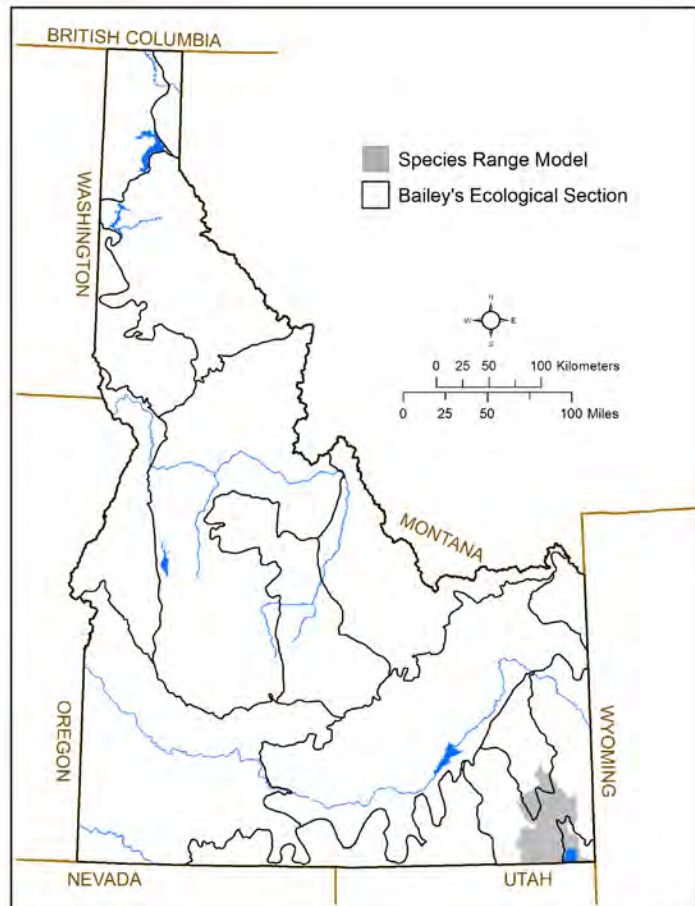 BRITISH COLUMBIA
WASHINGTON
Species Range Model
Bailey's Ecological Section
N
W E
S
0 25 50 100 Kilometers
0 25 50 100 Miles
MONTANA
OREGON
WYOMING
NEVADA
UTAH